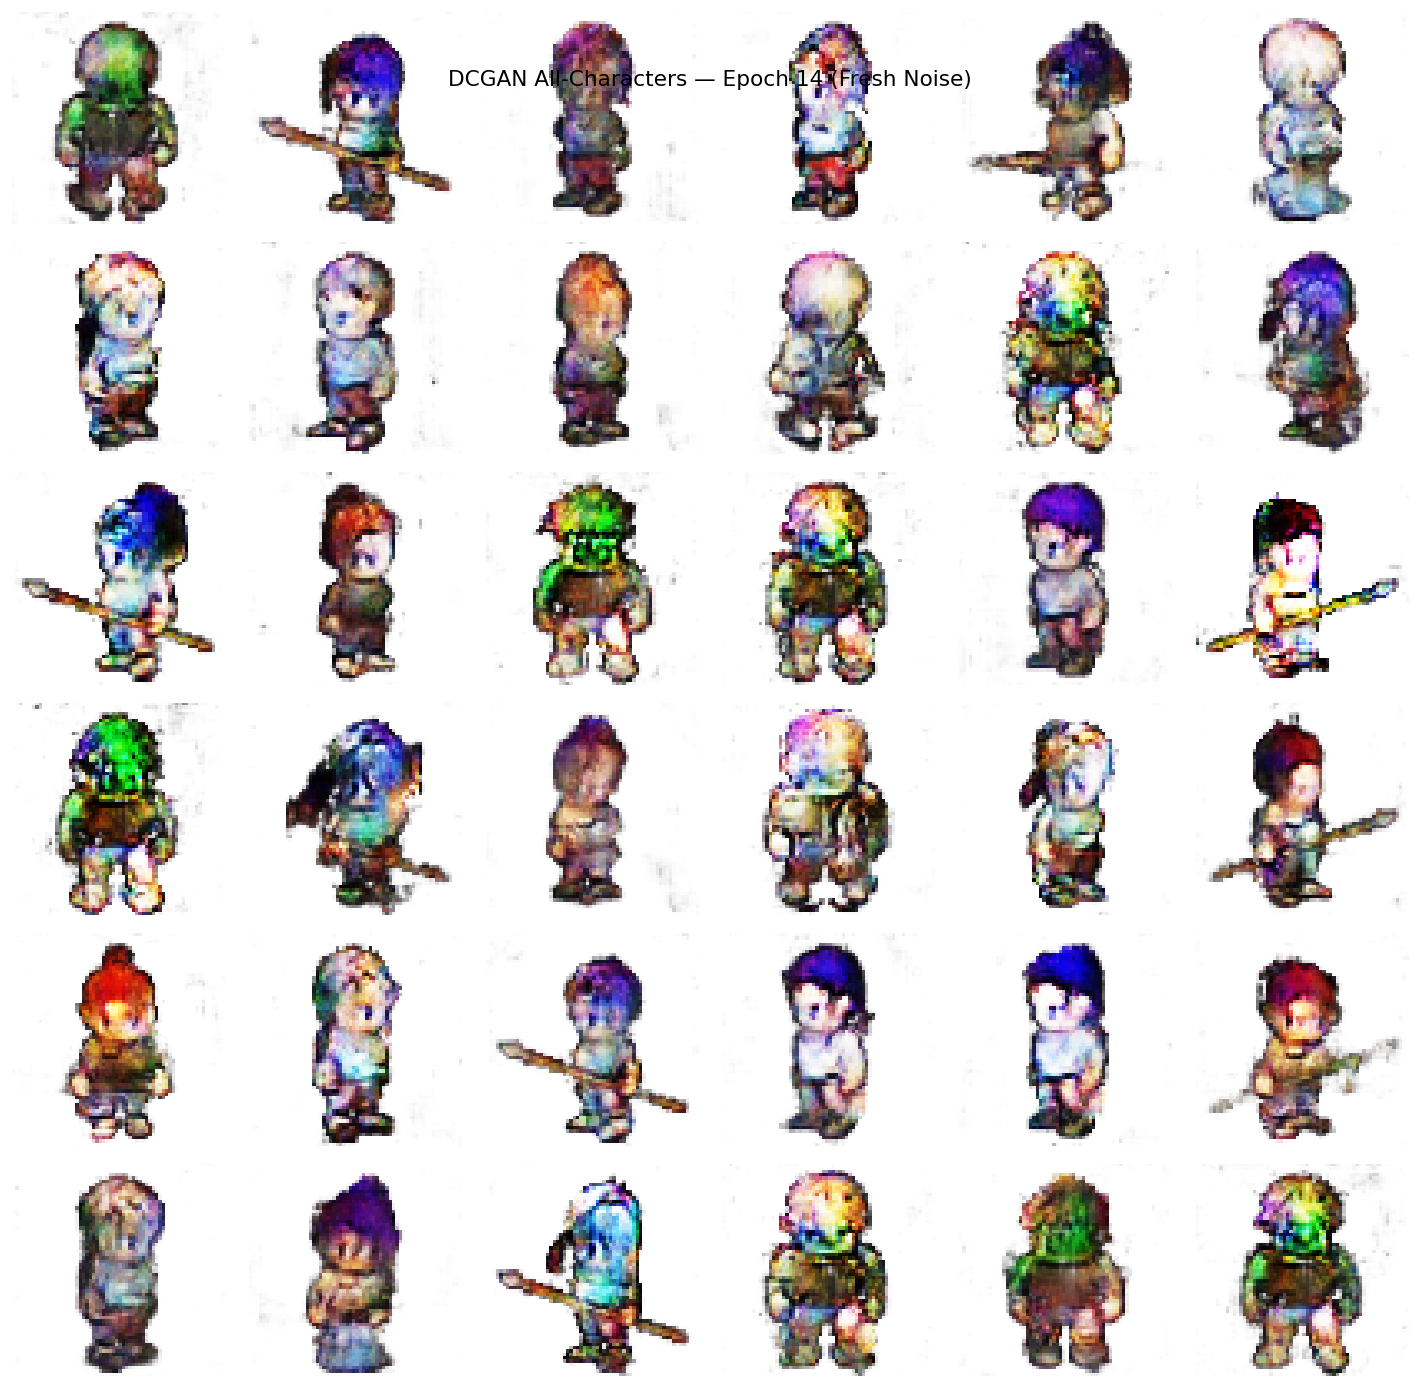 DCGAN All-Characters — Epoch 14 (Fresh Noise)